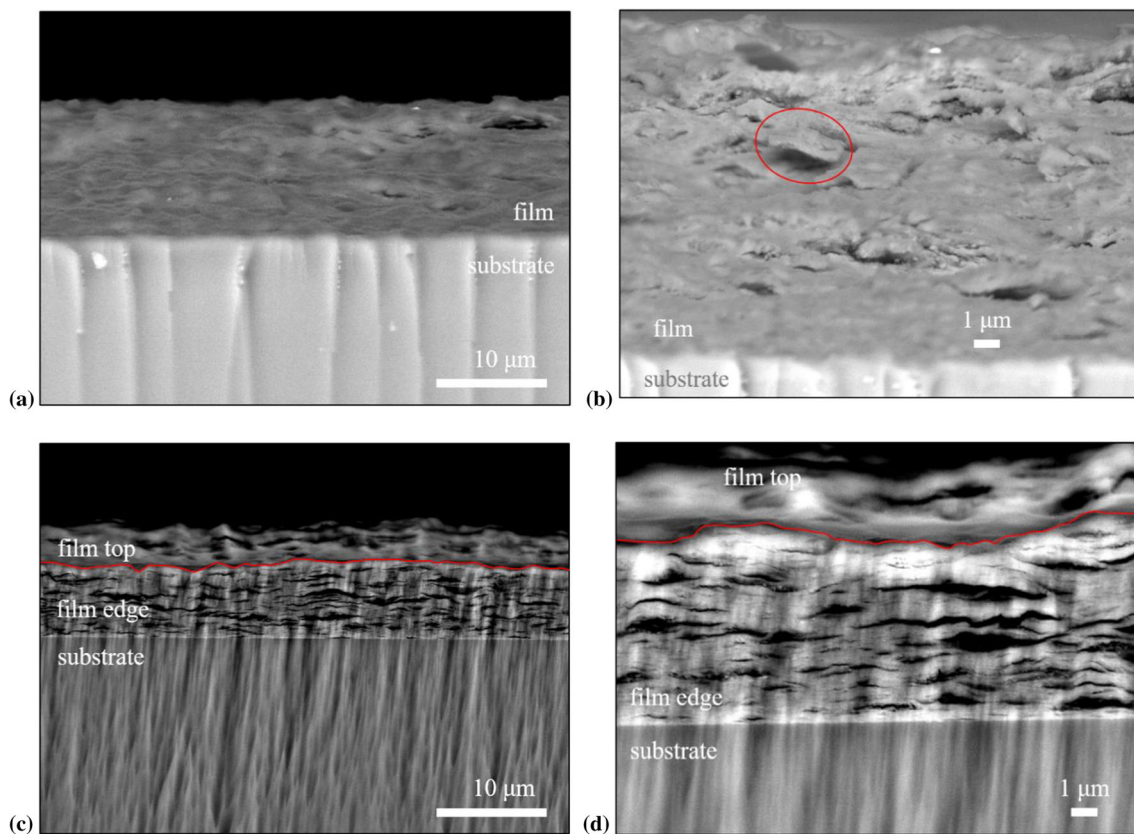 film
substrate
10 μm
(a)
film
1 μm
substrate
(b)
film top
film edge
substrate
10 μm
(c)
film top
film edge
substrate
1 μm
(d)